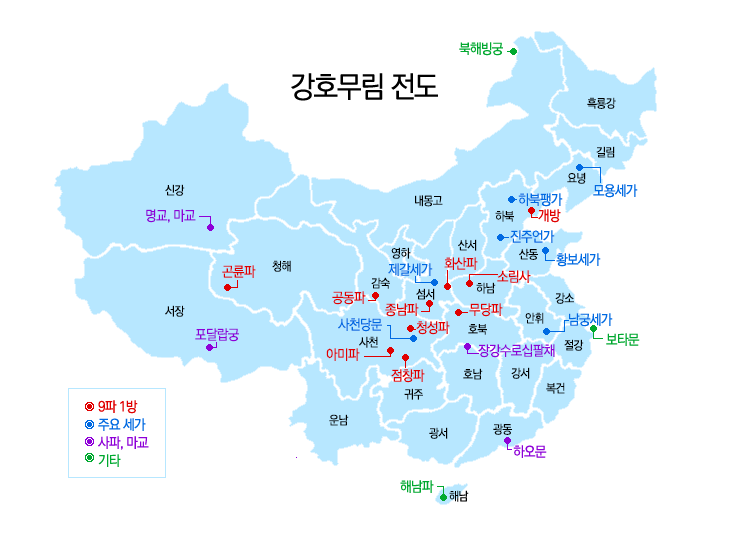 북해빙궁
강호무림 전도
흑룡강
길림
요녕
모용세가
신강
내몽고
하북팽가
명교, 마교
하북
개방
진주언가
산서
영하
산동
황보세가
청해
곤륜파
제갈세가
화산파
소림사
감숙
섬서
하남
공동파
종남파
무당파
강소
서장
사천당문
청성파
안휘
남궁세가
포달랍궁
호북
보타문
사천
아미파
장강수로십팔채
절강
점창파
호남
강서
귀주
복건
9파 1방
주요 세가
사파, 마교
기타
운남
광서
광동
하오문
해남파
해남